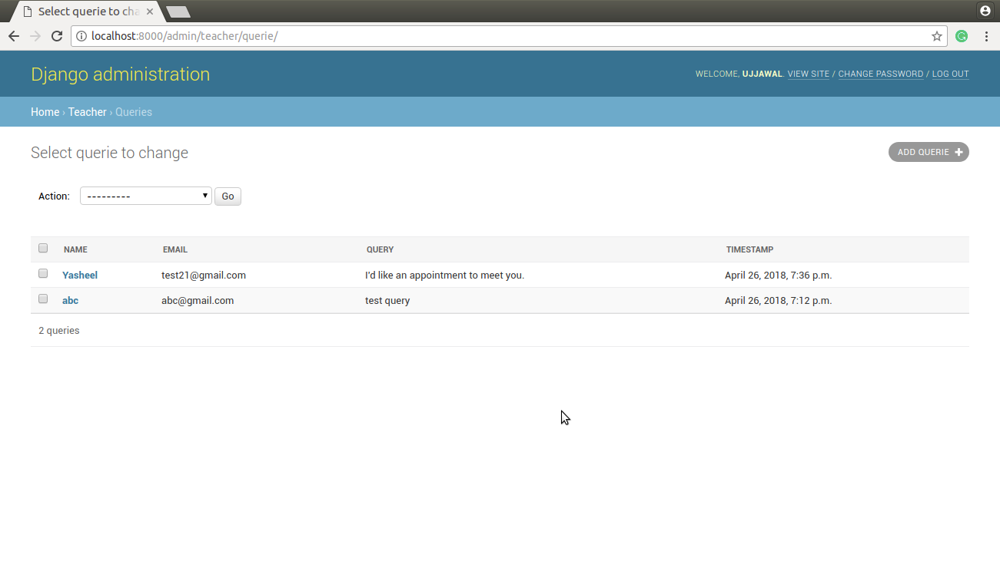 Select querie to cha
localhost:8000/admin/teacher/querie/
Django administration
WELCOME, UJJAWAL. VIEW SITE / CHANGE PASSWORD / LOG OUT
Home › Teacher › Queries
Select querie to change
ADD QUERIE +
Action: --------- Go
NAME EMAIL QUERY TIMESTAMP
Yasheel test21@gmail.com I'd like an appointment to meet you. April 26, 2018, 7:36 p.m.
abc abc@gmail.com test query April 26, 2018, 7:12 p.m.
2 queries